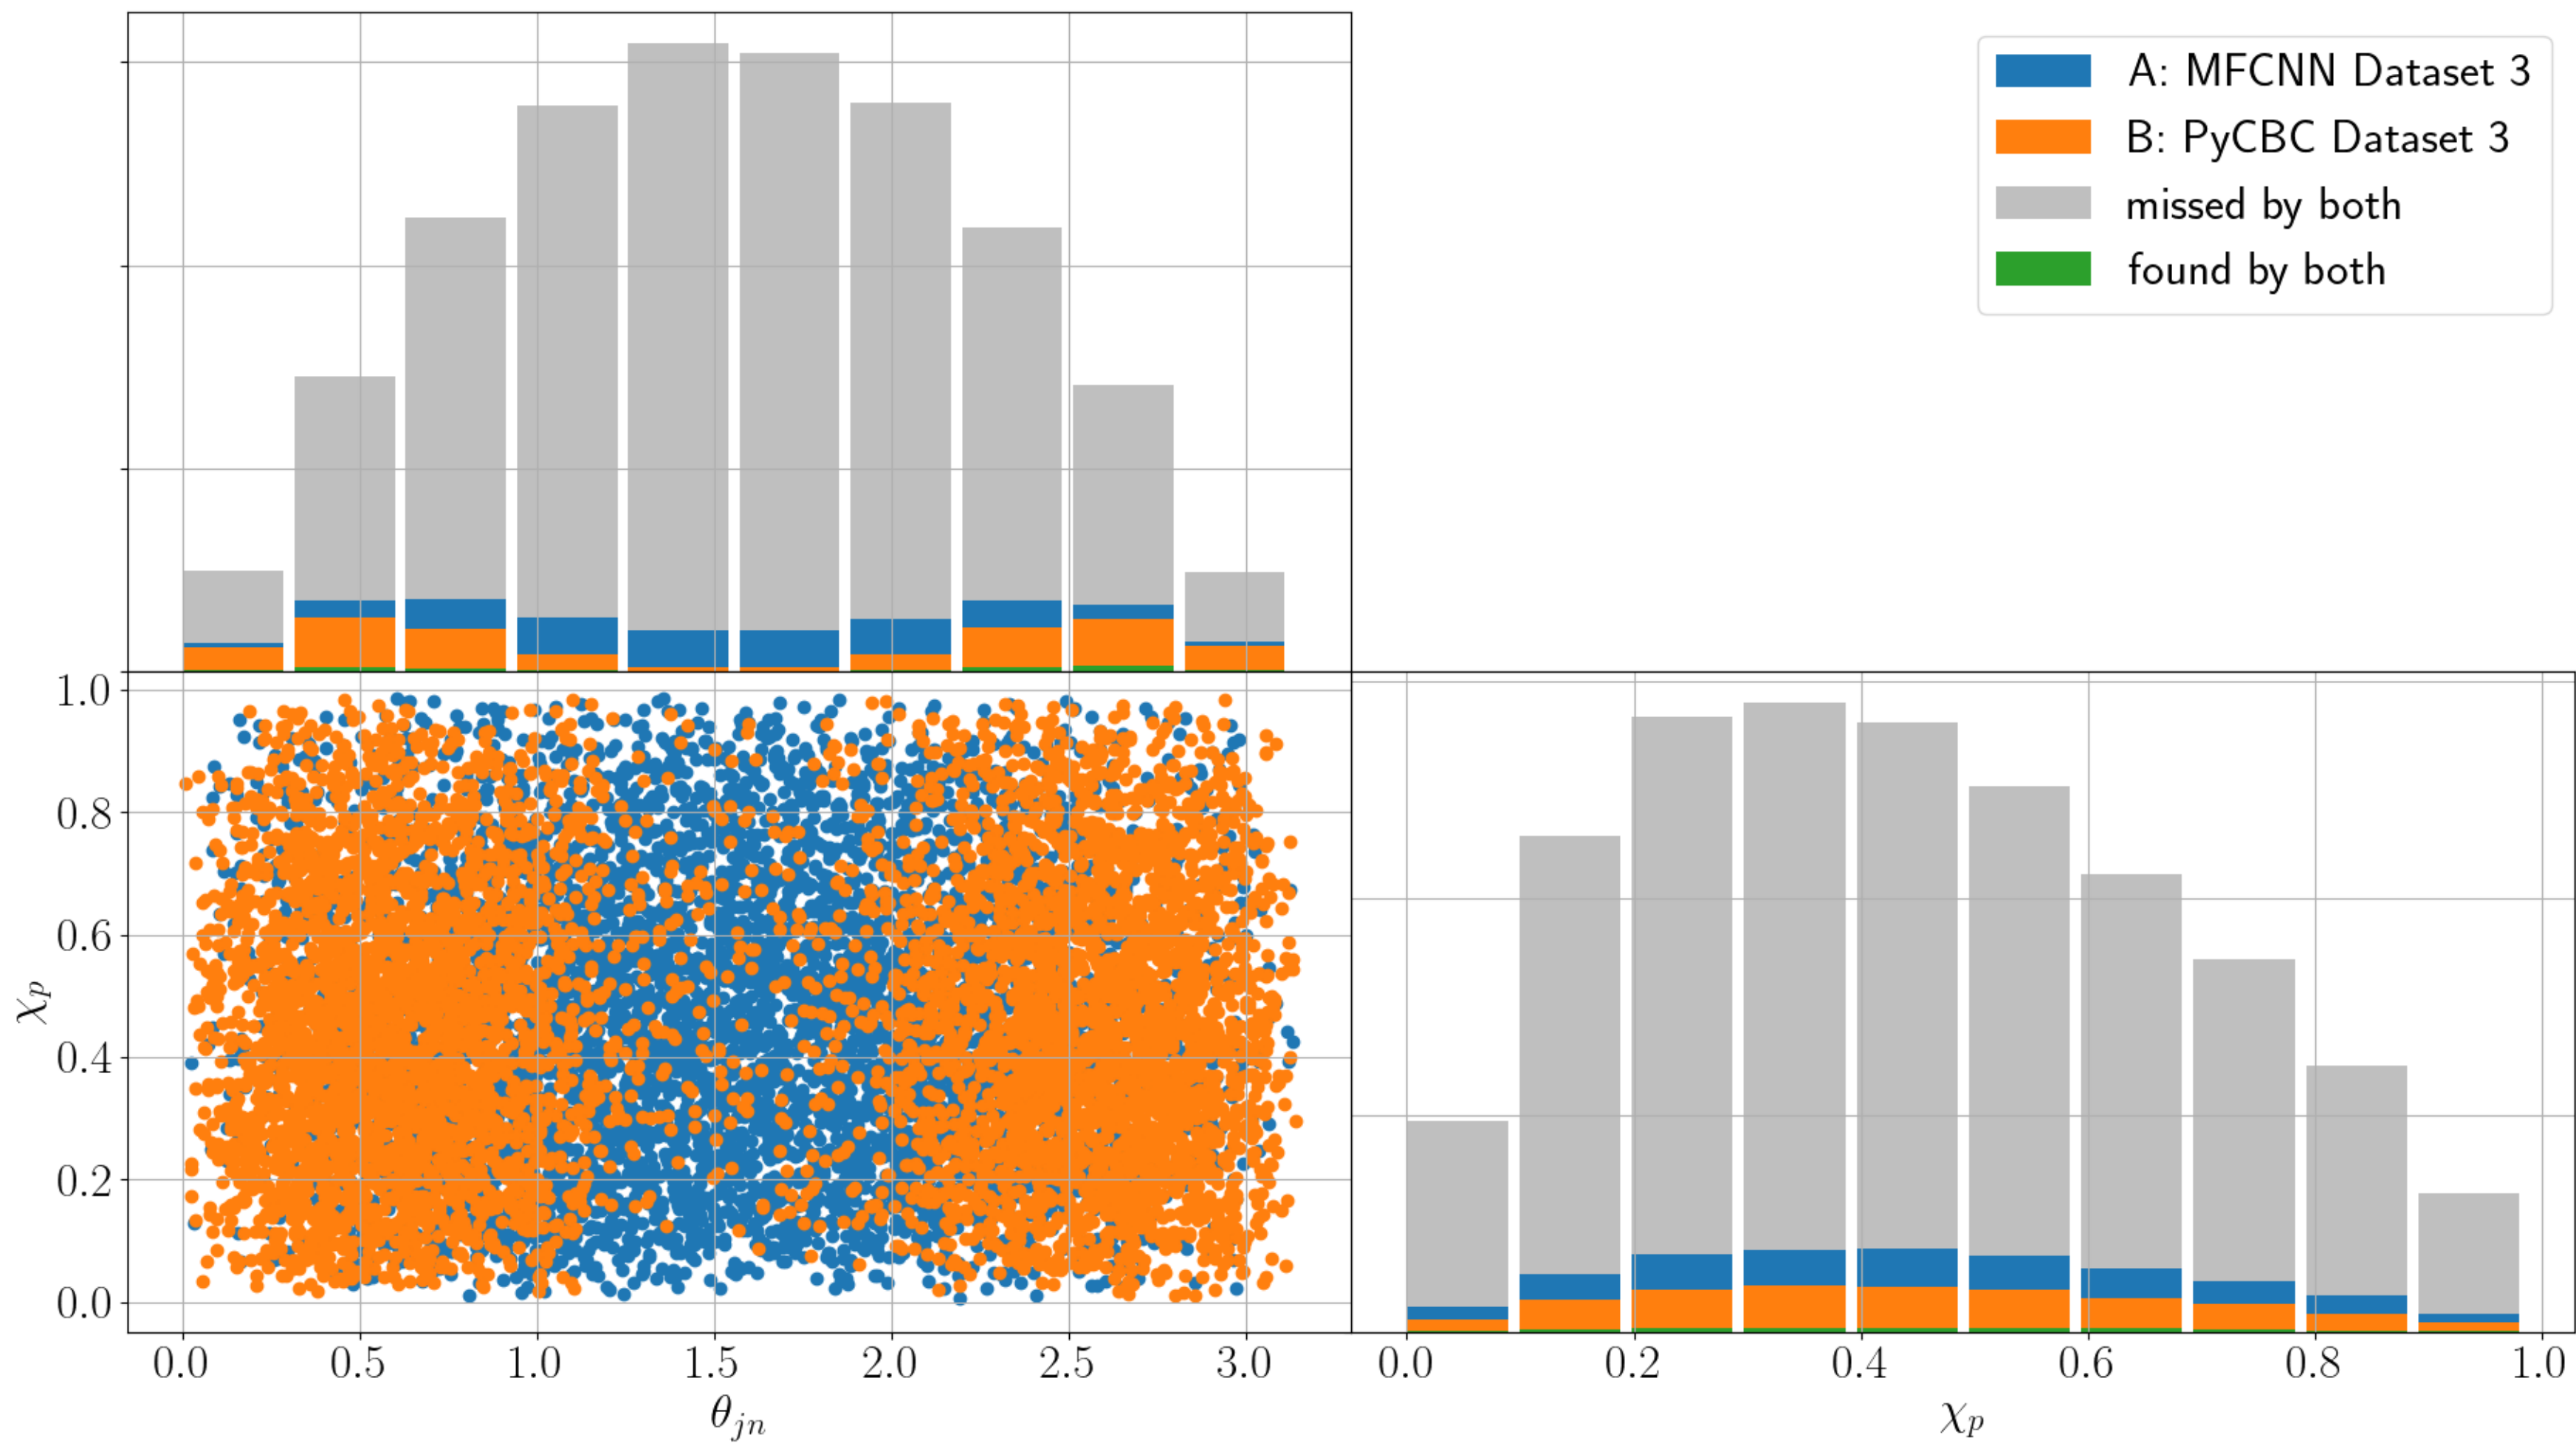 A: MFCNN Dataset 3
B: PyCBC Dataset 3
missed by both
found by both
1.0
0.8
0.6
0.4
0.2
0.0
χp
0.0 0.5 1.0 1.5 2.0 2.5 3.0
θjn
0.0 0.2 0.4 0.6 0.8 1.0
χp